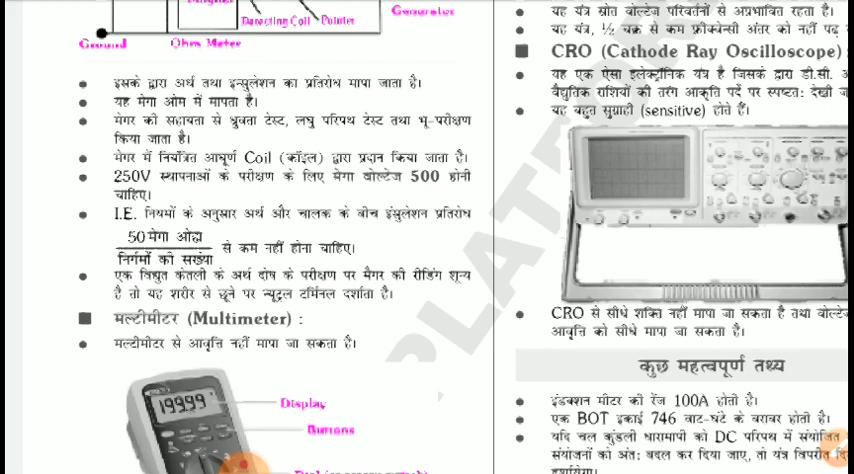 Deflecting Coil
Pointer
Generator
Ground
Ohm Meter
इसके द्वारा अर्थ तथा इन्सुलेशन का प्रतिरोध मापा जाता है।
यह मेगा ओम में मापता है।
मेगर की सहायता से ध्रुवता टेस्ट, लघु परिपथ टेस्ट तथा भू-परीक्षण
किया जाता है।
मेगर में नियंत्रित आघूर्ण Coil (कॉइल) द्वारा प्रदान किया जाता है।
250V स्थापनाओं के परीक्षण के लिए मेगा वोल्टेज 500 होनी
चाहिए।
I.E. नियमों के अनुसार अर्थ और चालक के बीच इंसुलेशन प्रतिरोध
50 मेगा ओह्म
निर्गमों की सख्या
से कम नहीं होना चाहिए।
एक विद्युत केतली के अर्थ दोष के परीक्षण पर मैगर की रीडिंग शून्य
है तो यह शरीर से छूने पर न्यूट्रल टर्मिनल दर्शाता है।
मल्टीमीटर (Multimeter) :
मल्टीमीटर से आवृत्ति नहीं मापा जा सकता है।
199.99
Display
Buttons
यह यंत्र स्रोत वोल्टेज परिवर्तनों से अप्रभावित रहता है।
यह यंत्र, ½ चक्र से कम फ्रीक्वेन्सी अंतर को नहीं पढ़
CRO (Cathode Ray Oscilloscope) :
यह एक ऐसा इलेक्ट्रॉनिक यंत्र है जिसके द्वारा डी.सी.
वैद्युतिक राशियों की तरंग आकृति पर्दे पर स्पष्टतः देखी
यह बहुत सुग्राही (sensitive) होते हैं।
CRO से सीधे शक्ति नहीं मापा जा सकता है तथा
आवृत्ति को सीधे मापा जा सकता है।
कुछ महत्वपूर्ण तथ्य
इंडक्शन मीटर की रेंज 100A होती है।
एक BOT इकाई 746 वाट-घंटे के बराबर होती है।
यदि चल कुंडली धारामापी को DC परिपथ में संयोजित
संयोजनों को अंतः बदल कर दिया जाए, तो यंत्र विपरीत